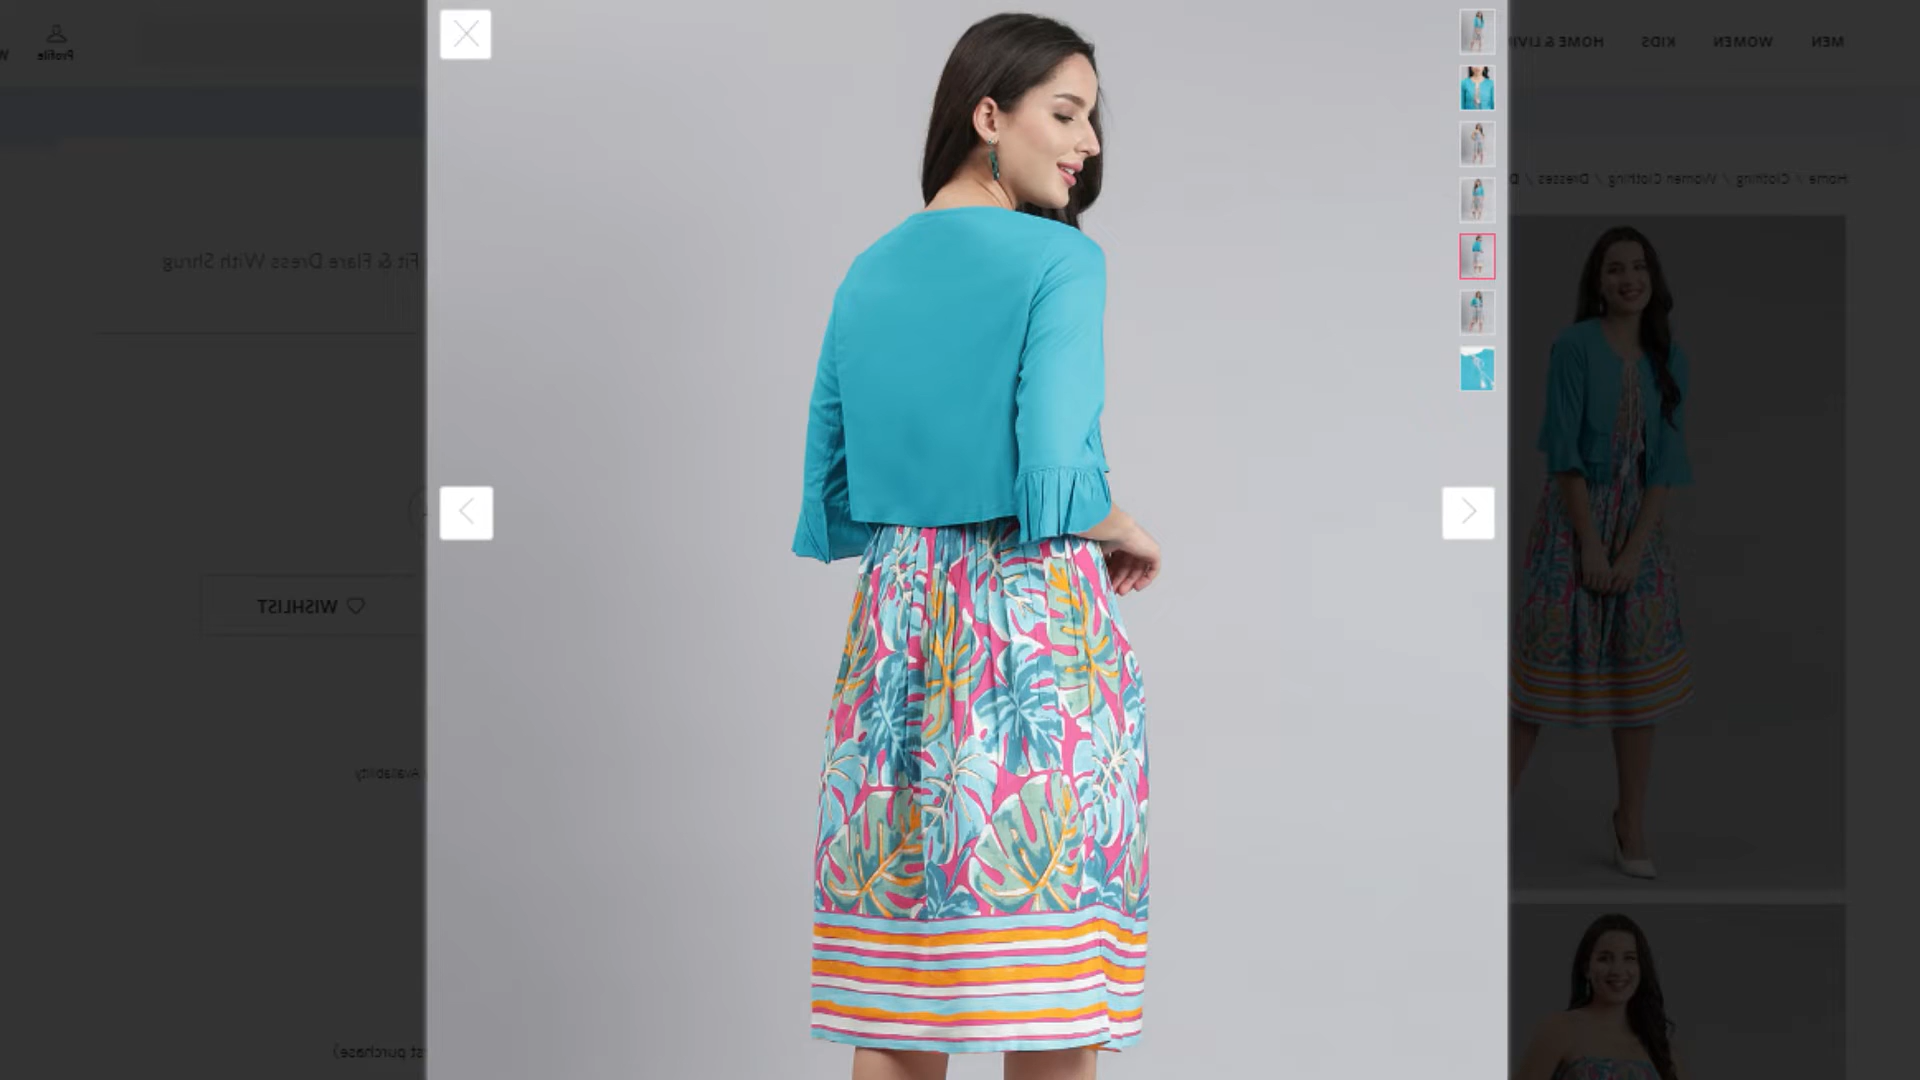 MEN
WOMEN
KIDS
HOME & LIVI
Profile
Home / Clothing / Women Clothing / Dresses / D
Fit & Flare Dress With Shrug
WISHLIST
Availability
st purchase)